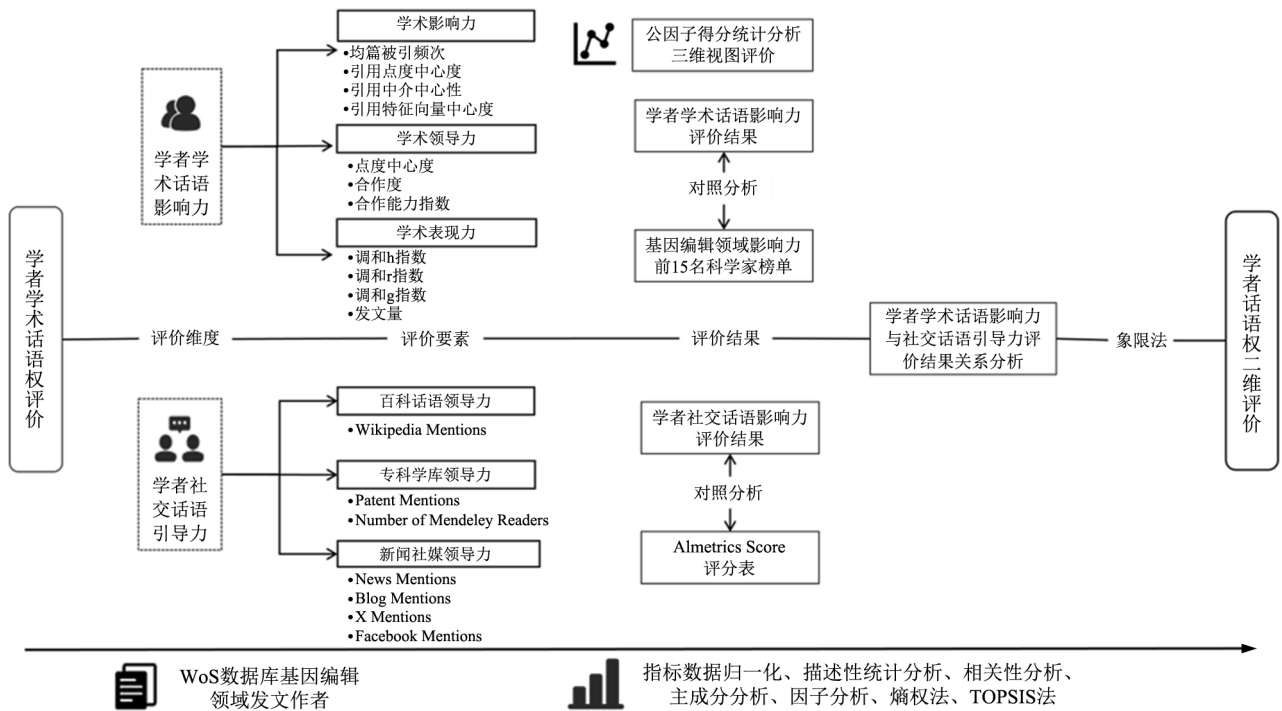 学者学术话语权评价
评价维度
学者学
术话语
影响力
学者社
交话语
引导力
评价要素
学术影响力
•均篇被引频次
•引用点度中心度
•引用中介中心性
•引用特征向量中心度
学术领导力
•点度中心度
•合作度
•合作能力指数
学术表现力
•调和h指数
•调和r指数
•调和g指数
•发文量
百科话语领导力
•Wikipedia Mentions
专科学库领导力
•Patent Mentions
•Number of Mendeley Readers
新闻社媒领导力
•News Mentions
•Blog Mentions
•X Mentions
•Facebook Mentions
评价结果
公因子得分统计分析
三维视图评价
学者学术话语影响力
评价结果
对照分析
基因编辑领域影响力
前15名科学家榜单
学者社交话语影响力
评价结果
对照分析
Almetrics Score
评分表
学者学术话语影响力
与社交话语引导力评
价结果关系分析
象限法
学者话语权二维评价
WoS数据库基因编辑
领域发文作者
指标数据归一化、描述性统计分析、相关性分析、
主成分分析、因子分析、熵权法、TOPSIS法